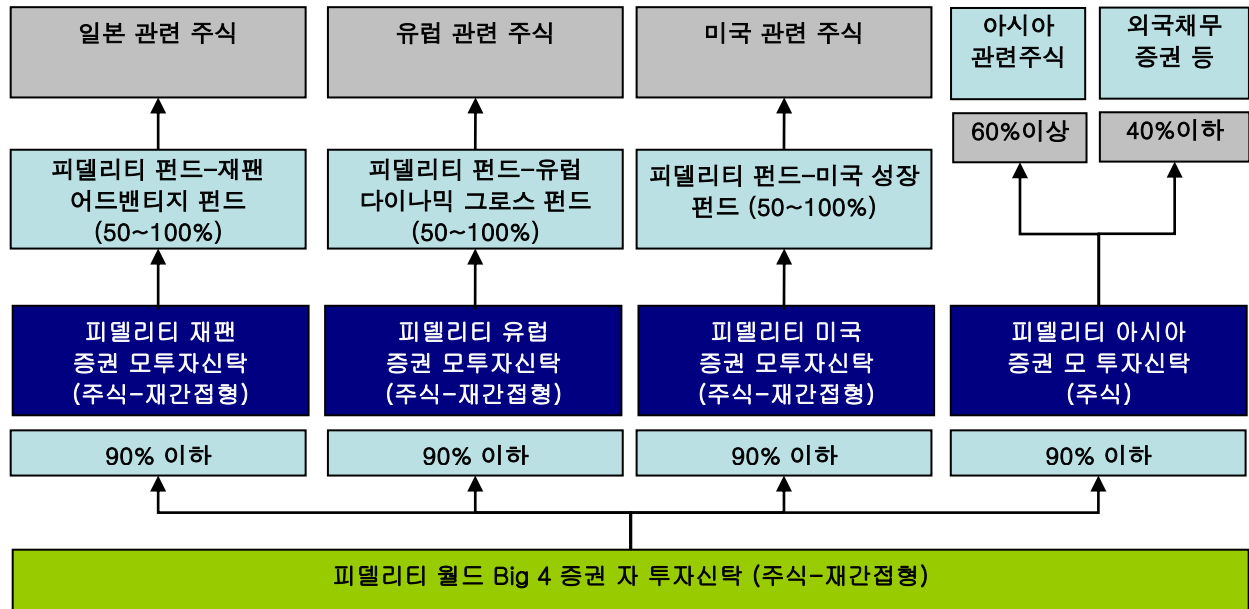 일본 관련 주식
유럽 관련 주식
미국 관련 주식
아시아
관련주식
외국채무
증권 등
60%이상
40%이하
피델리티 펀드-재팬
어드밴티지 펀드
(50~100%)
피델리티 펀드-유럽
다이나믹 그로스 펀드
(50~100%)
피델리티 펀드-미국 성장
펀드 (50~100%)
피델리티 재팬
증권 모투자신탁
(주식-재간접형)
피델리티 유럽
증권 모투자신탁
(주식-재간접형)
피델리티 미국
증권 모투자신탁
(주식-재간접형)
피델리티 아시아
증권 모 투자신탁
(주식)
90% 이하
90% 이하
90% 이하
90% 이하
피델리티 월드 Big 4 증권 자 투자신탁 (주식-재간접형)